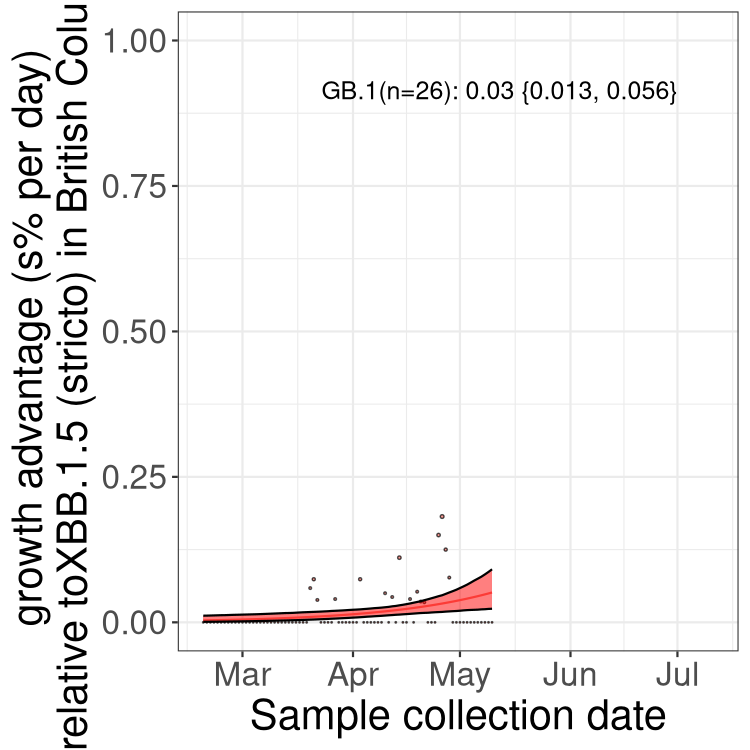 growth advantage (s% per day)
relative toXBB.1.5 (stricto) in British Colu
1.00
0.75
0.50
0.25
0.00
GB.1(n=26): 0.03 {0.013, 0.056}
Mar Apr May Jun Jul
Sample collection date